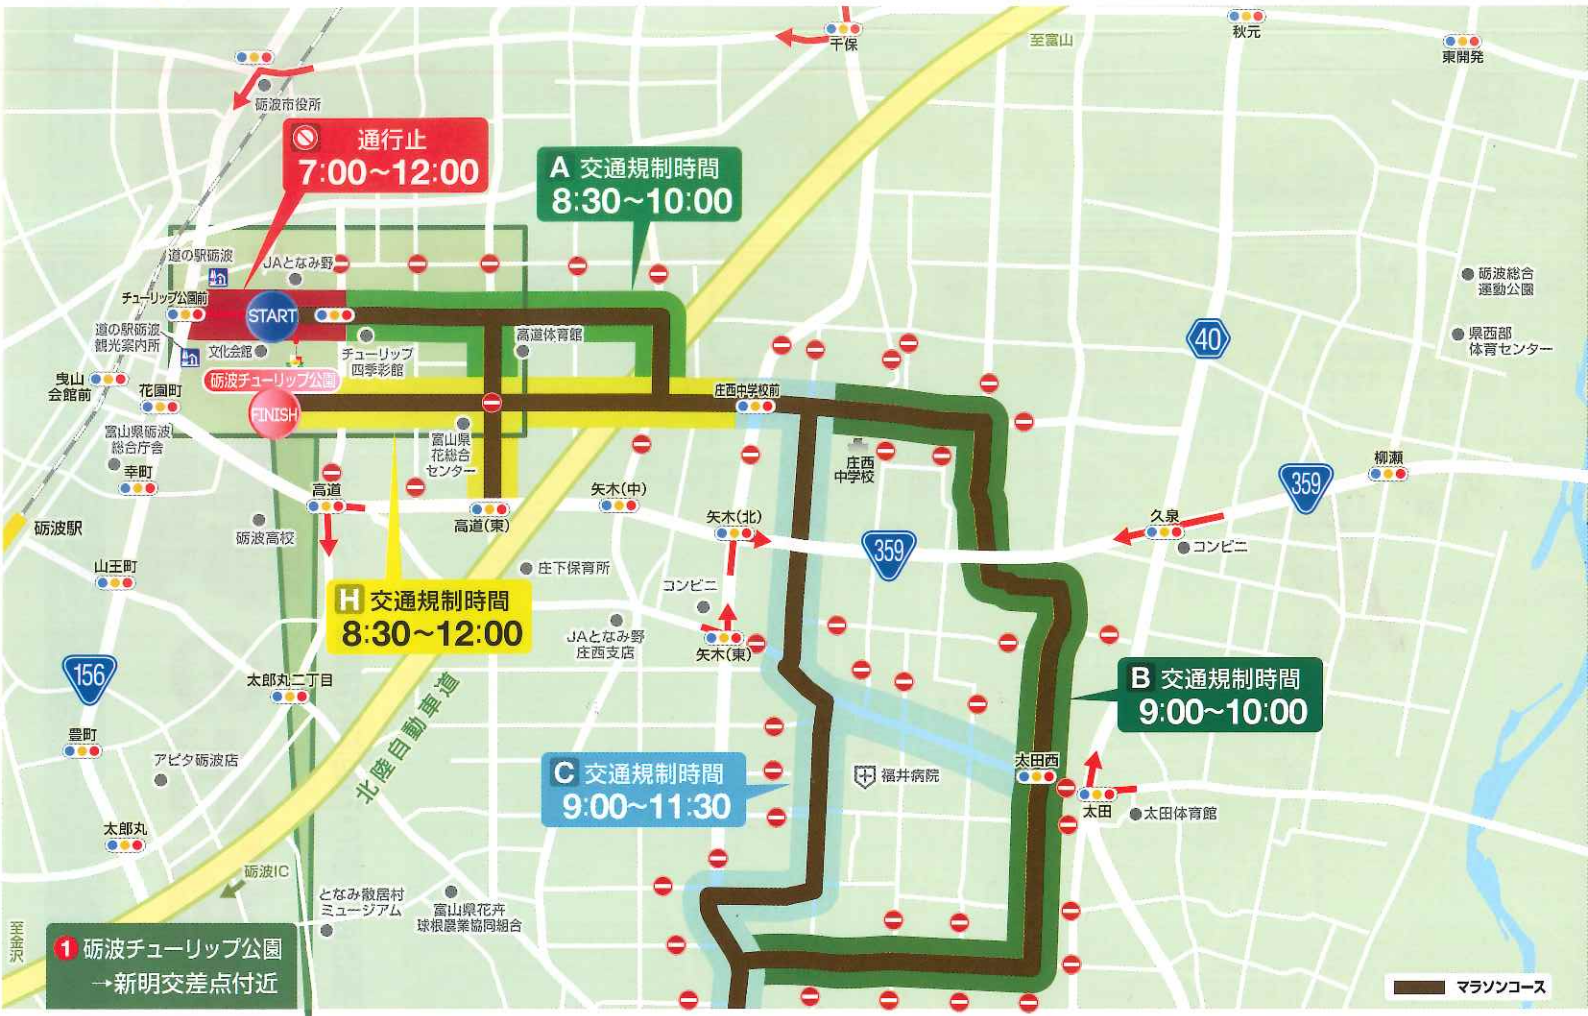 千保
至富山
秋元
東開発
砺波市役所
通行止
7:00～12:00
A 交通規制時間
8:30～10:00
道の駅砺波
JAとなみ野
チューリップ公園前
START
道の駅砺波
観光案内所
文化会館
チューリップ
四季彩館
高道体育館
砺波総合
運動公園
県西部
体育センター
40
曳山
会館前
花園町
砺波チューリップ公園
FINISH
庄西中学校前
富山県砺波
総合庁舎
富山県
花総合
センター
庄西
中学校
幸町
高道
高道(東)
矢木(中)
矢木(北)
359
359
柳瀬
久泉
コンビニ
砺波駅
砺波高校
山王町
庄下保育所
コンビニ
H 交通規制時間
8:30～12:00
JAとなみ野
庄西支店
矢木(東)
156
太郎丸二丁目
B 交通規制時間
9:00～10:00
豊町
アピタ砺波店
北陸自動車道
C 交通規制時間
9:00～11:30
福井病院
太田西
太田
太田体育館
太郎丸
砺波IC
となみ散居村
ミュージアム
富山県花卉
球根農業協同組合
至金沢
1 砺波チューリップ公園
→新明交差点付近
マラソンコース